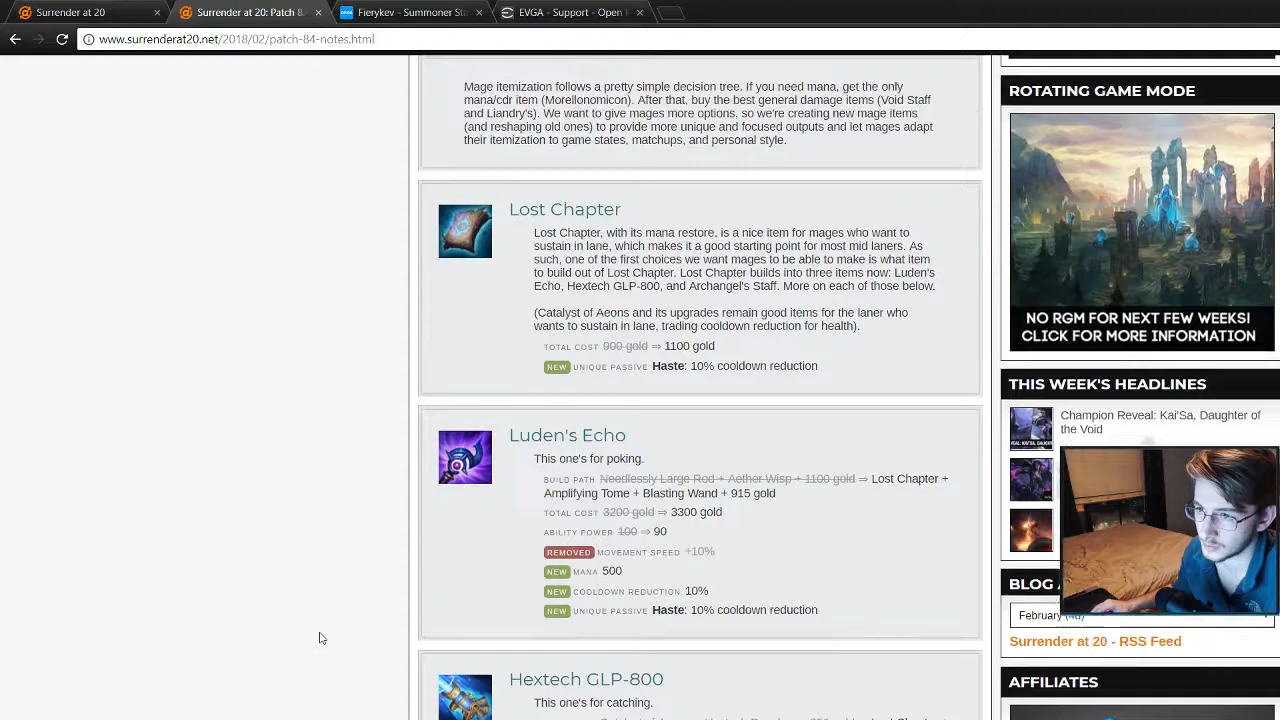 Surrender at 20
Surrender at 20: Patch 8.
Fierykev - Summoner St
EVGA - Support - Open
www.surrenderat20.net/2018/02/patch-84-notes.html
Mage itemization follows a pretty simple decision tree. If you need mana, get the only
mana/cdr item (Morellonomicon). After that, buy the best general damage items (Void Staff
and Liandry's). We want to give mages more options, so we're creating new mage items
(and reshaping old ones) to provide more unique and focused outputs and let mages adapt
their itemization to game states, matchups, and personal style.
Lost Chapter
Lost Chapter, with its mana restore, is a nice item for mages who want to
sustain in lane, which makes it a good starting point for most mid laners. As
such, one of the first choices we want mages to be able to make is what item
to build out of Lost Chapter. Lost Chapter builds into three items now: Luden's
Echo, Hextech GLP-800, and Archangel's Staff. More on each of those below.
(Catalyst of Aeons and its upgrades remain good items for the laner who
wants to sustain in lane, trading cooldown reduction for health).
TOTAL COST 900 gold ⇒ 1100 gold
NEW UNIQUE PASSIVE Haste: 10% cooldown reduction
Luden's Echo
This one's for poking.
BUILD PATH Needlessly Large Rod + Aether Wisp + 1100 gold ⇒ Lost Chapter +
Amplifying Tome + Blasting Wand + 915 gold
TOTAL COST 3200 gold ⇒ 3300 gold
ABILITY POWER 100 ⇒ 90
REMOVED MOVEMENT SPEED +10%
NEW MANA 500
NEW COOLDOWN REDUCTION 10%
NEW UNIQUE PASSIVE Haste: 10% cooldown reduction
Hextech GLP-800
This one's for catching.
ROTATING GAME MODE
NO RGM FOR NEXT FEW WEEKS!
CLICK FOR MORE INFORMATION
THIS WEEK'S HEADLINES
Champion Reveal: Kai'Sa, Daughter of
the Void
BLOG
February (48)
Surrender at 20 - RSS Feed
AFFILIATES